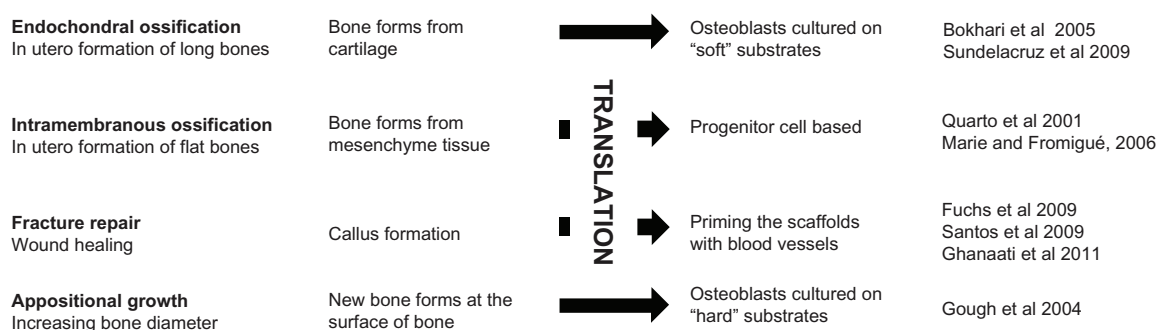 Endochondral ossification
In utero formation of long bones
Bone forms from
cartilage
Osteoblasts cultured on
“soft” substrates
Bokhari et al  2005
Sundelacruz et al 2009
TRANSLATION
Intramembranous ossification
In utero formation of flat bones
Bone forms from
mesenchyme tissue
Progenitor cell based
Quarto et al 2001
Marie and Fromigué, 2006
Fracture repair
Wound healing
Callus formation
Priming the scaffolds
with blood vessels
Fuchs et al 2009
Santos et al 2009
Ghanaati et al 2011
Appositional growth
Increasing bone diameter
New bone forms at the
surface of bone
Osteoblasts cultured on
“hard” substrates
Gough et al 2004